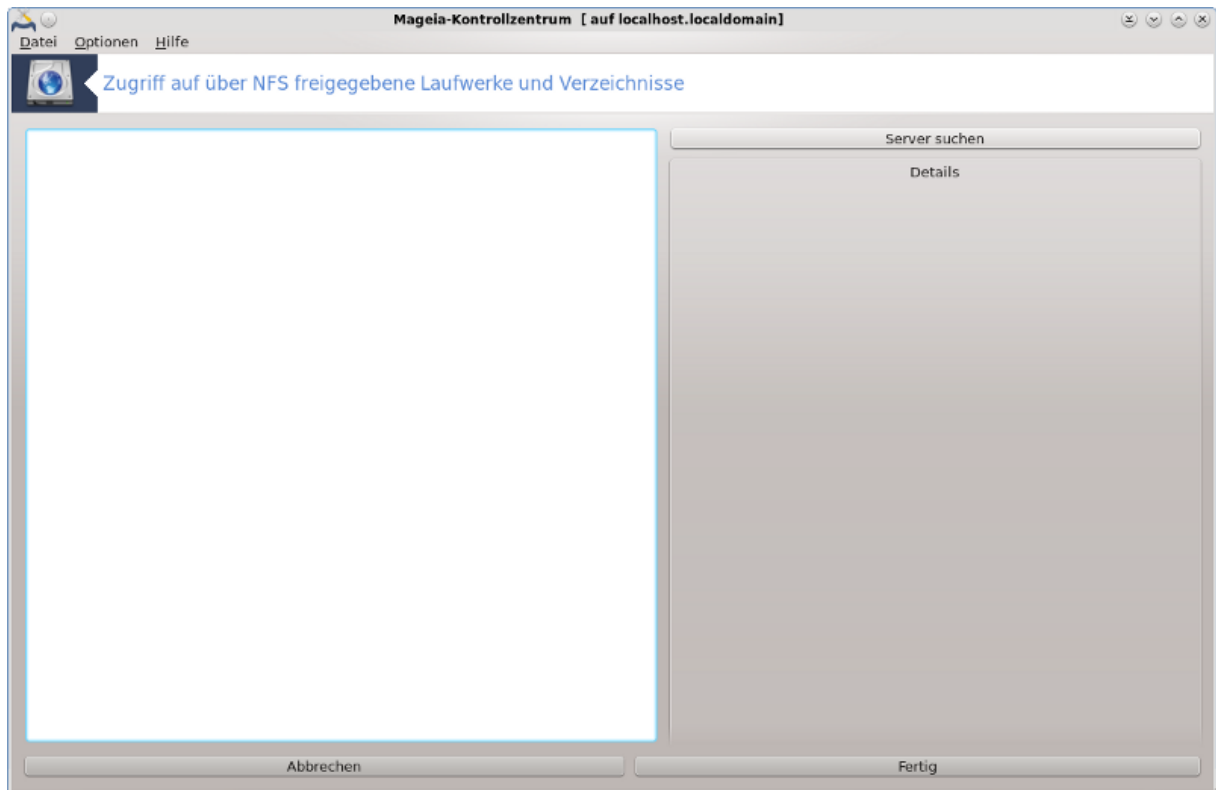 Mageia-Kontrollzentrum [ auf localhost.localdomain]
Datei Optionen Hilfe
Zugriff auf über NFS freigegebene Laufwerke und Verzeichnisse
Server suchen
Details
Abbrechen Fertig